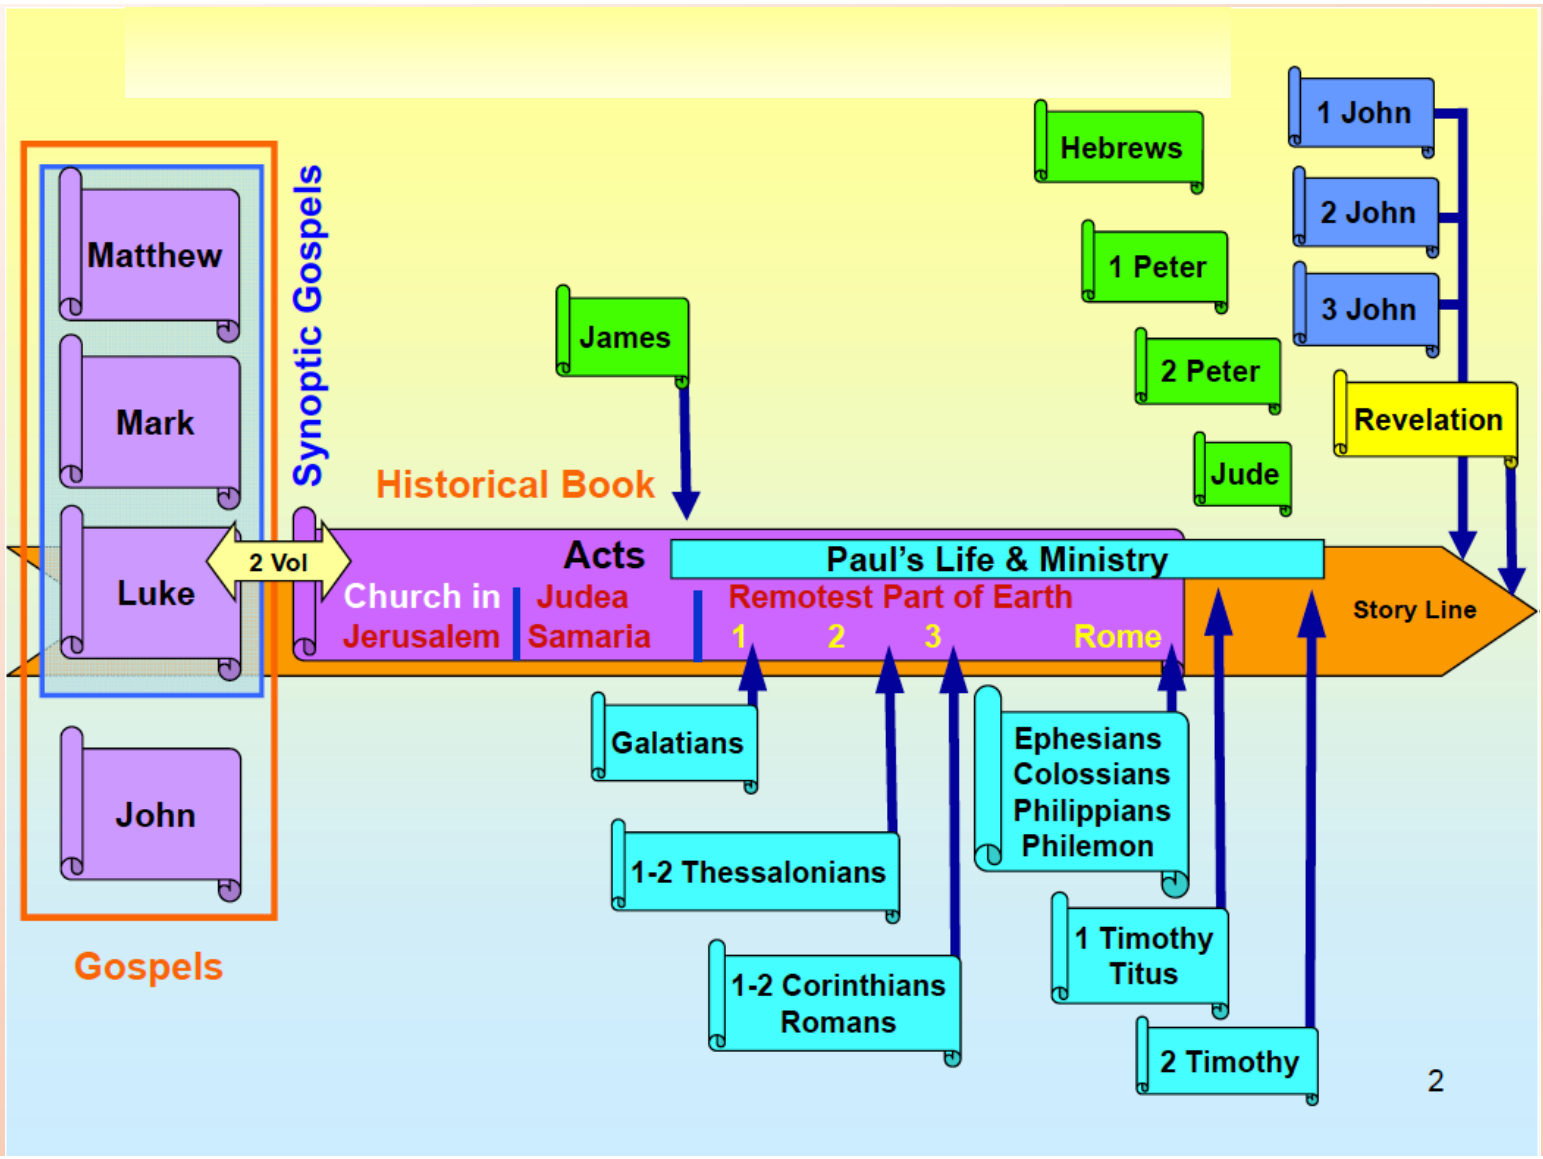 Matthew
Mark
Luke
John
Gospels
Synoptic Gospels
2 Vol
Historical Book
James
Hebrews
1 Peter
2 Peter
Jude
1 John
2 John
3 John
Revelation
Acts
Paul's Life & Ministry
Church in
Jerusalem
Judea
Samaria
Remotest Part of Earth
1 2 3 Rome
Story Line
Galatians
1-2 Thessalonians
1-2 Corinthians
Romans
Ephesians
Colossians
Philippians
Philemon
1 Timothy
Titus
2 Timothy
2